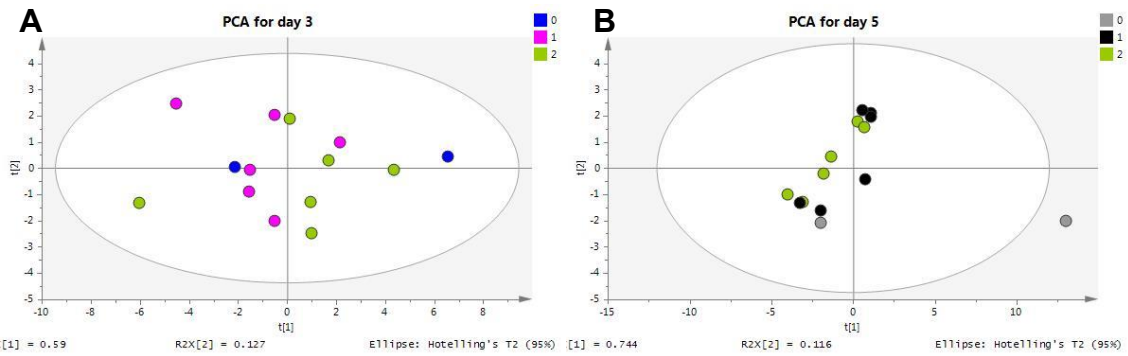 A
PCA for day 3
0
1
2
t[2]
4
3
2
1
0
-1
-2
-3
-4
-5
-10 -8 -6 -4 -2 0 2 4 6 8
t[1]
[1] = 0.59 R2X[2] = 0.127 Ellipse: Hotelling's T2 (95%)
B
PCA for day 5
0
1
2
t[2]
4
3
2
1
0
-1
-2
-3
-4
-5
-15 -10 -5 0 5 10
t[1]
[1] = 0.744 R2X[2] = 0.116 Ellipse: Hotelling's T2 (95%)